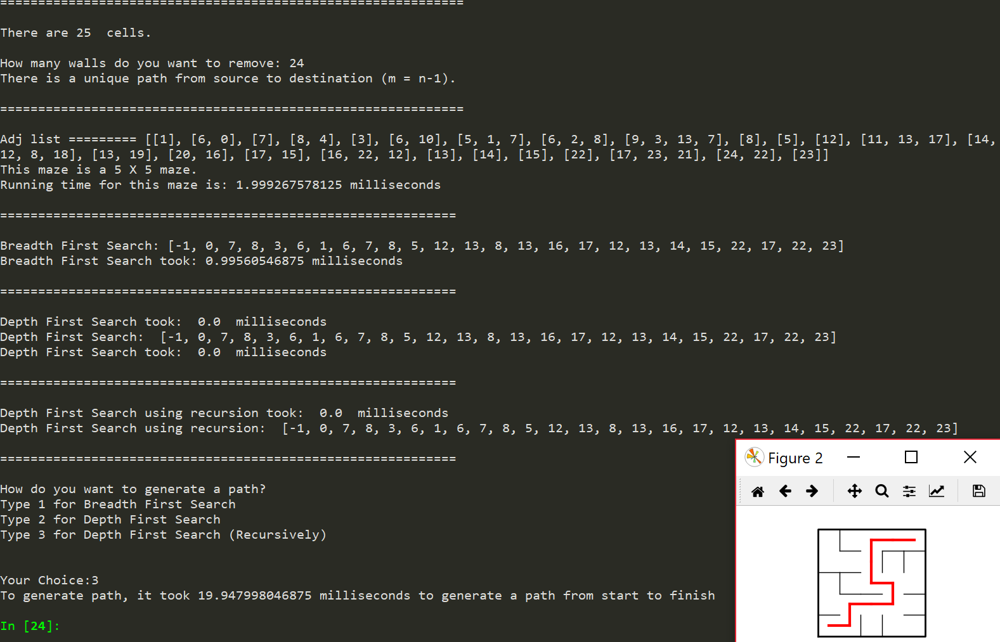 =============================================================
There are 25  cells.
How many walls do you want to remove: 24
There is a unique path from source to destination (m = n-1).
=============================================================
Adj list ========= [[1], [6, 0], [7], [8, 4], [3], [6, 10], [5, 1, 7], [6, 2, 8], [9, 3, 13, 7], [8], [5], [12], [11, 13, 17], [14,
12, 8, 18], [13, 19], [20, 16], [17, 15], [16, 22, 12], [13], [14], [15], [22], [17, 23, 21], [24, 22], [23]]
This maze is a 5 X 5 maze.
Running time for this maze is: 1.999267578125 milliseconds
============================================================
Breadth First Search: [-1, 0, 7, 8, 3, 6, 1, 6, 7, 8, 5, 12, 13, 8, 13, 16, 17, 12, 13, 14, 15, 22, 17, 22, 23]
Breadth First Search took: 0.99560546875 milliseconds
============================================================
Depth First Search took:  0.0  milliseconds
Depth First Search:  [-1, 0, 7, 8, 3, 6, 1, 6, 7, 8, 5, 12, 13, 8, 13, 16, 17, 12, 13, 14, 15, 22, 17, 22, 23]
Depth First Search took:  0.0  milliseconds
============================================================
Depth First Search using recursion took:  0.0  milliseconds
Depth First Search using recursion:  [-1, 0, 7, 8, 3, 6, 1, 6, 7, 8, 5, 12, 13, 8, 13, 16, 17, 12, 13, 14, 15, 22, 17, 22, 23]
============================================================
How do you want to generate a path?
Type 1 for Breadth First Search
Type 2 for Depth First Search
Type 3 for Depth First Search (Recursively)
Your Choice:3
To generate path, it took 19.947998046875 milliseconds to generate a path from start to finish
In [24]:
Figure 2